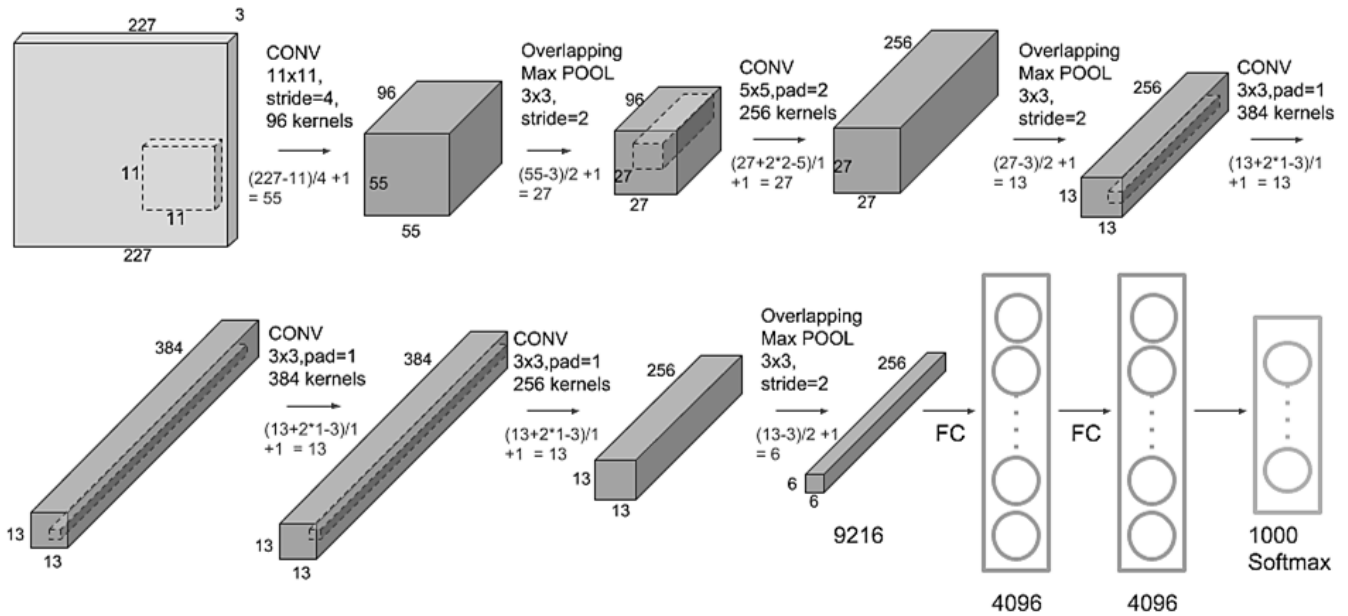 227
3
11
11
227
CONV
11x11,
stride=4,
96 kernels
(227-11)/4 +1
= 55
96
55
55
Overlapping
Max POOL
3x3,
stride=2
(55-3)/2 +1
= 27
96
27
27
CONV
5x5,pad=2
256 kernels
(27+2*2-5)/1
+1 = 27
256
27
27
Overlapping
Max POOL
3x3,
stride=2
(27-3)/2 +1
= 13
256
13
13
CONV
3x3,pad=1
384 kernels
(13+2*1-3)/1
+1 = 13
384
13
13
CONV
3x3,pad=1
384 kernels
(13+2*1-3)/1
+1 = 13
384
13
13
CONV
3x3,pad=1
256 kernels
(13+2*1-3)/1
+1 = 13
256
13
13
Overlapping
Max POOL
3x3,
stride=2
(13-3)/2 +1
= 6
256
6
6
9216
FC
4096
FC
4096
1000
Softmax